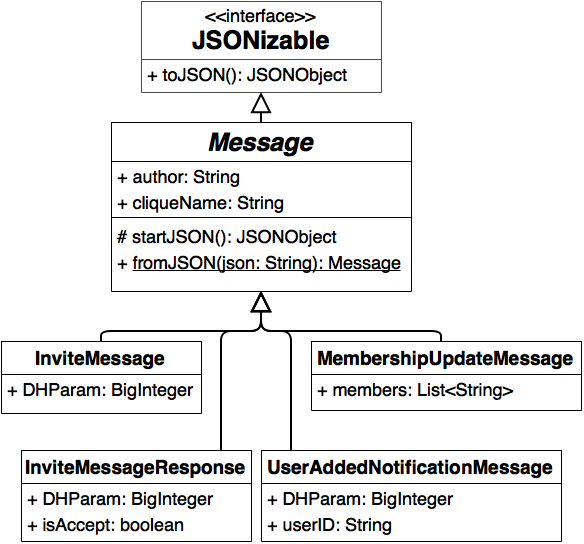 <<interface>>
JSONizable
+ toJSON(): JSONObject
Message
+ author: String
+ cliqueName: String
# startJSON(): JSONObject
+ fromJSON(json: String): Message
InviteMessage
+ DHParam: BigInteger
MembershipUpdateMessage
+ members: List<String>
InviteMessageResponse
+ DHParam: BigInteger
+ isAccept: boolean
UserAddedNotificationMessage
+ DHParam: BigInteger
+ userID: String